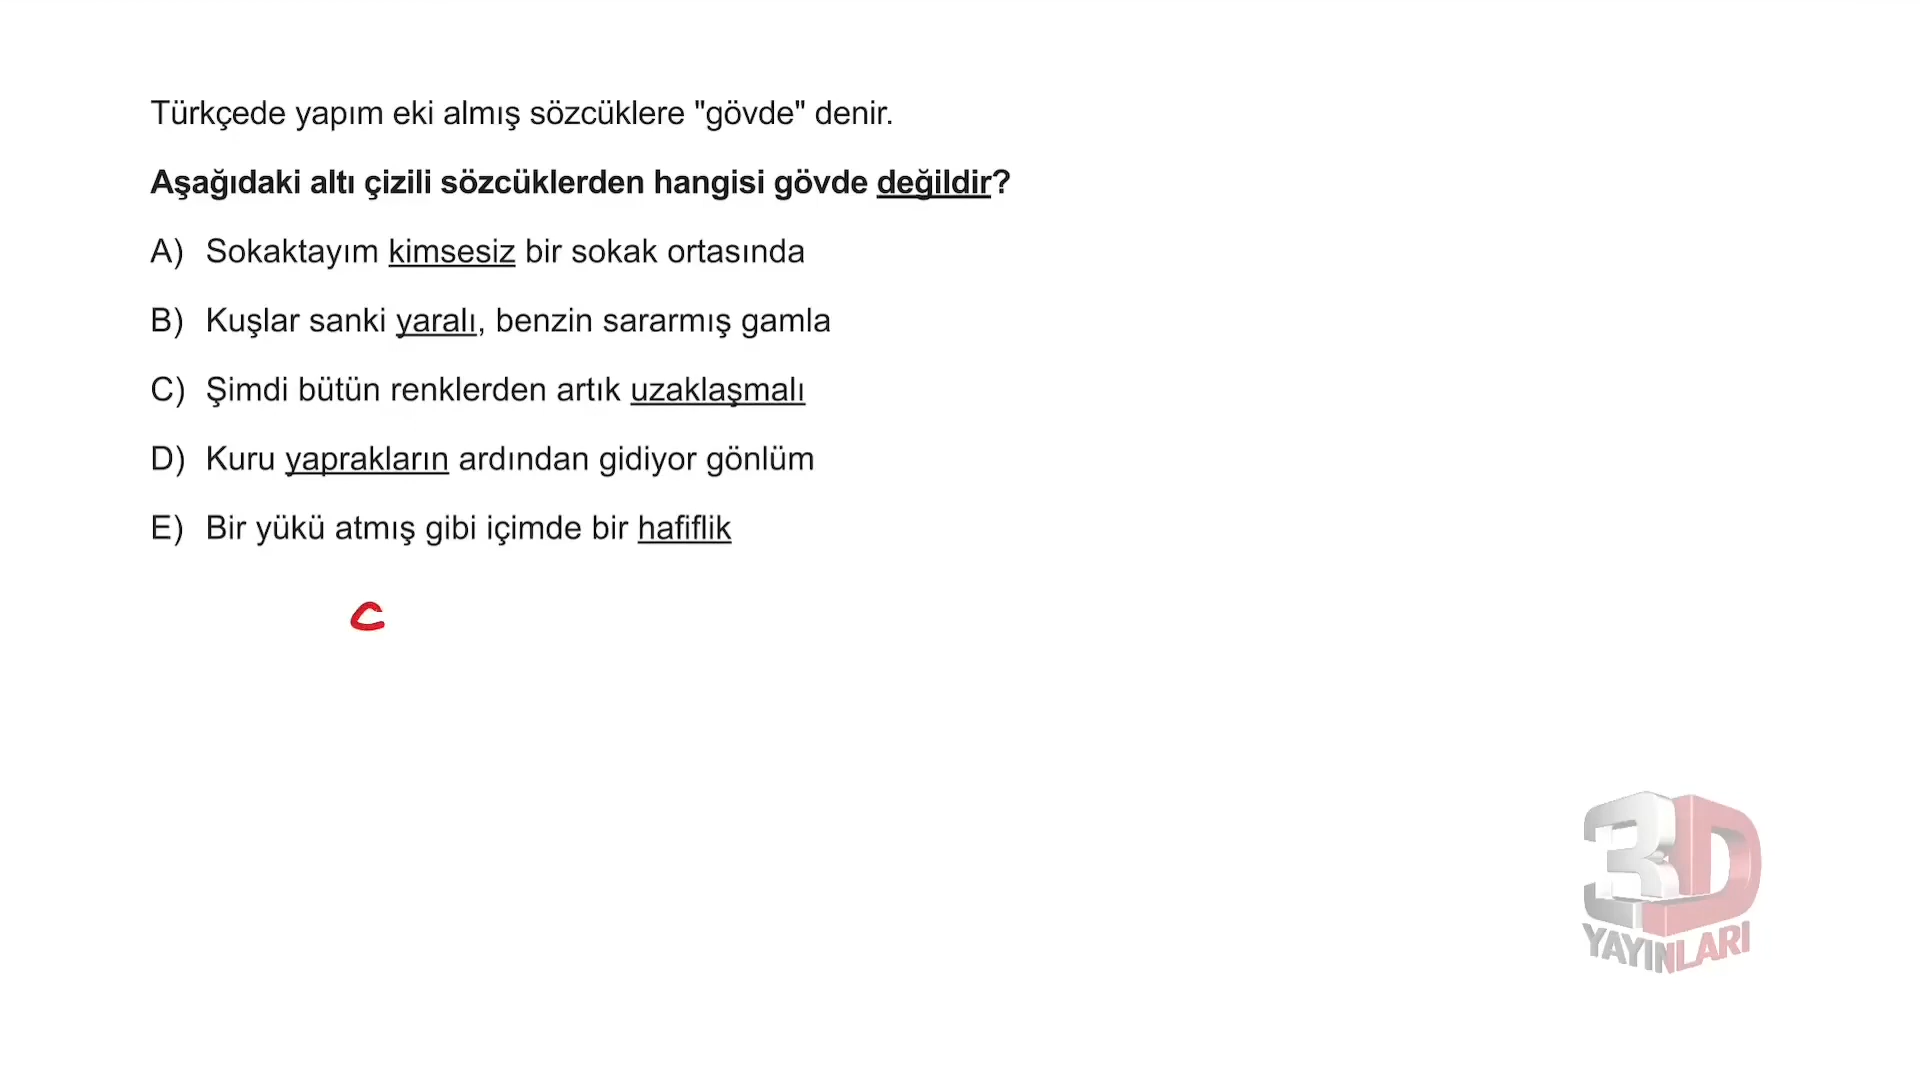 Türkçede yapım eki almış sözcüklere "gövde" denir.
Aşağıdaki altı çizili sözcüklerden hangisi gövde değildir?
A) Sokaktayım kimsesiz bir sokak ortasında
B) Kuşlar sanki yaralı, benzin sararmış gamla
C) Şimdi bütün renklerden artık uzaklaşmalı
D) Kuru yaprakların ardından gidiyor gönlüm
E) Bir yükü atmış gibi içimde bir hafiflik
C
3D
YAYINLARI